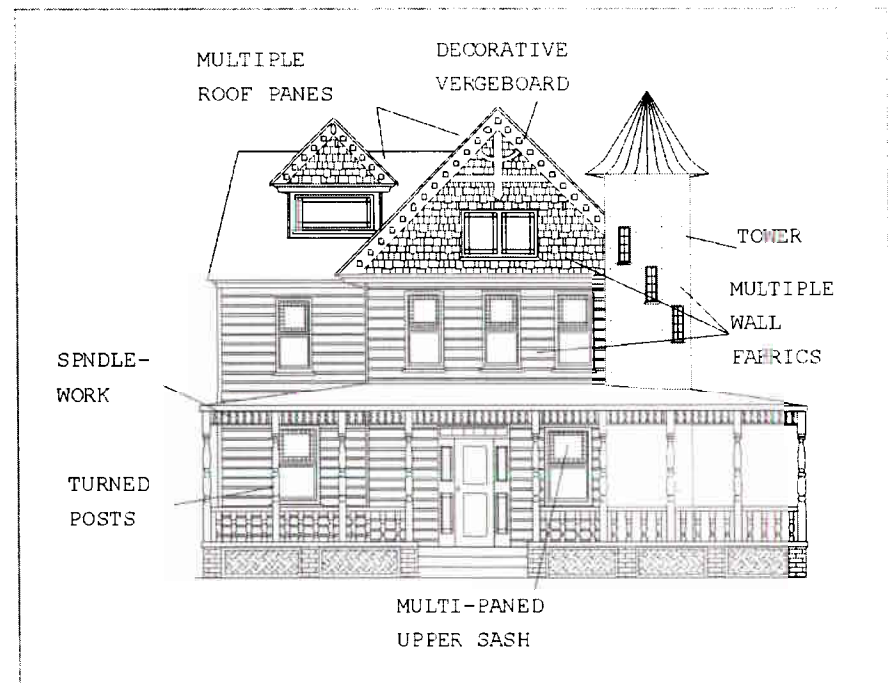 MULTIPLE
ROOF PANES
DECORATIVE
VERGEBOARD
TOWER
MULTIPLE
WALL
FABRICS
SPNDLE-
WORK
TURNED
POSTS
MULTI-PANED
UPPER SASH